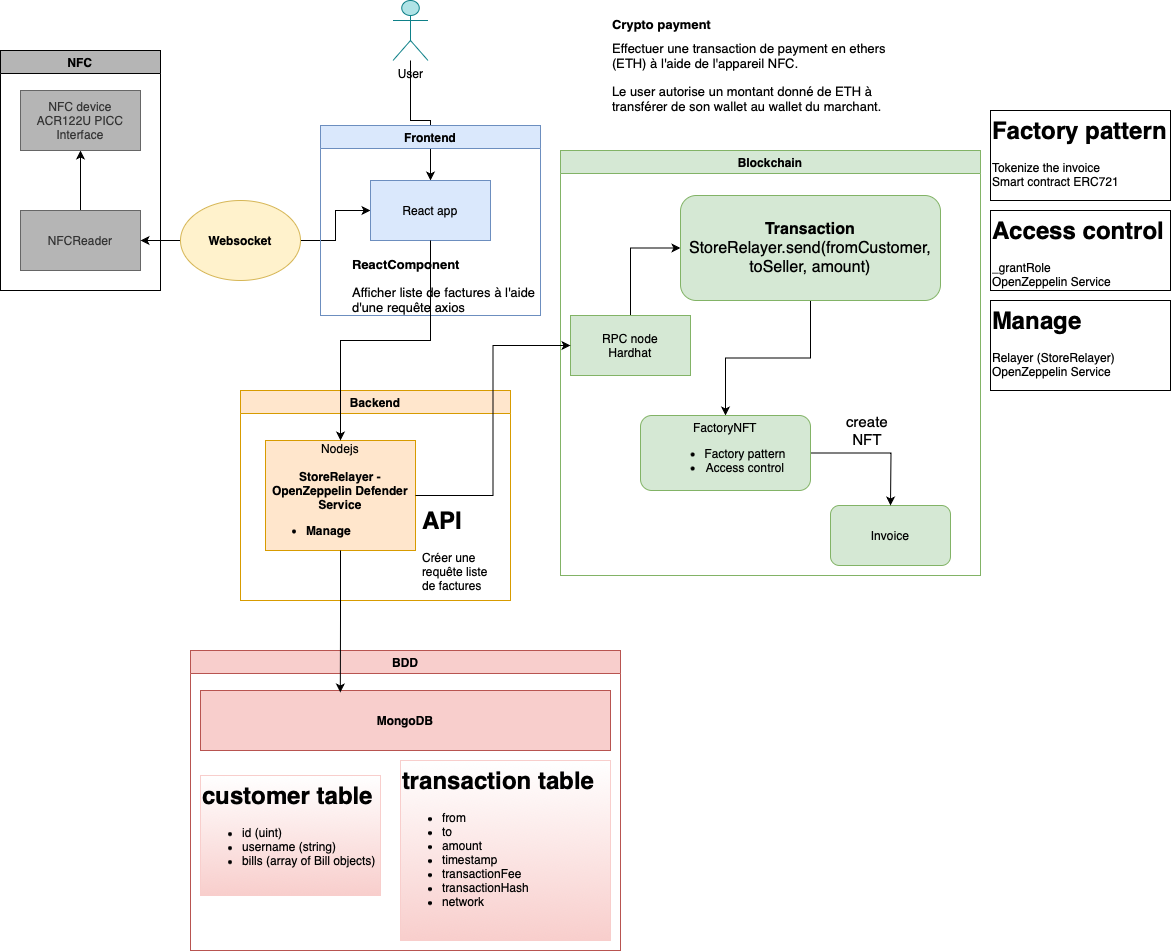 User
Crypto payment
Effectuer une transaction de payment en ethers
(ETH) à l'aide de l'appareil NFC.
Le user autorise un montant donné de ETH à
transférer de son wallet au wallet du marchant.
NFC
NFC device
ACR122U PICC
Interface
NFCReader
Websocket
Frontend
React app
ReactComponent
Afficher liste de factures à l'aide
d'une requête axios
Blockchain
Transaction
StoreRelayer.send(fromCustomer,
toSeller, amount)
RPC node
Hardhat
FactoryNFT
• Factory pattern
• Access control
create
NFT
Invoice
Factory pattern
Tokenize the invoice
Smart contract ERC721
Access control
_grantRole
OpenZeppelin Service
Manage
Relayer (StoreRelayer)
OpenZeppelin Service
Backend
Nodejs
StoreRelayer -
OpenZeppelin Defender
Service
• Manage
API
Créer une
requête liste
de factures
BDD
MongoDB
customer table
• id (uint)
• username (string)
• bills (array of Bill objects)
transaction table
• from
• to
• amount
• timestamp
• transactionFee
• transactionHash
• network